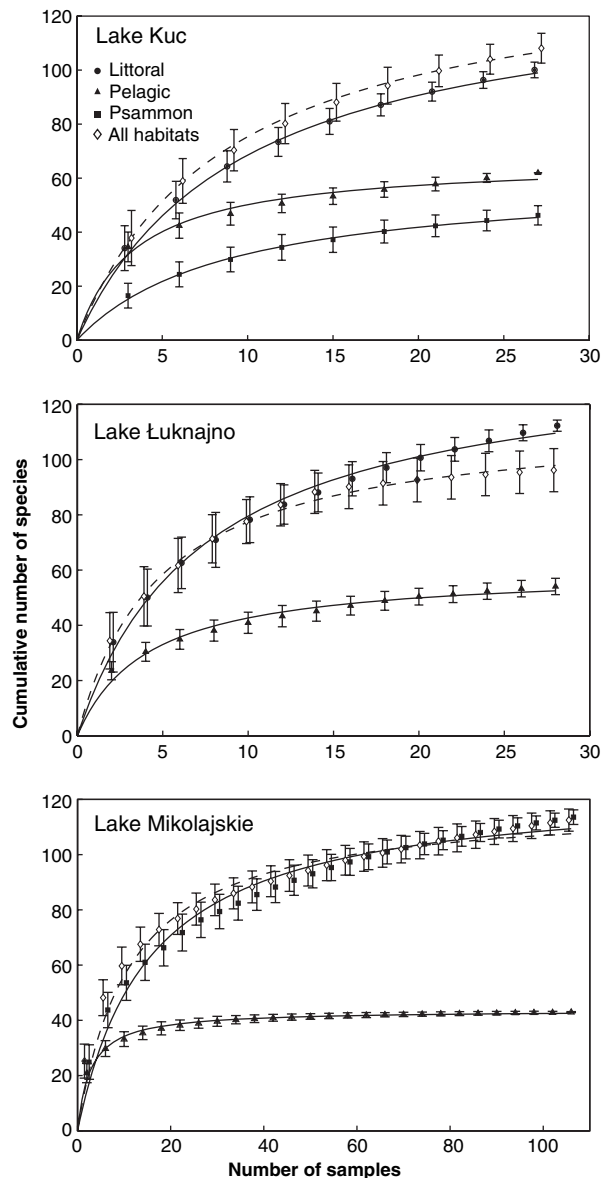 Lake Kuc
Littoral
Pelagic
Psammon
All habitats
120
100
80
60
40
20
0
0 5 10 15 20 25 30
Lake Łuknajno
120
100
80
60
40
20
0
0 5 10 15 20 25 30
Cumulative number of species
Lake Mikolajskie
120
100
80
60
40
20
0
0 20 40 60 80 100
Number of samples